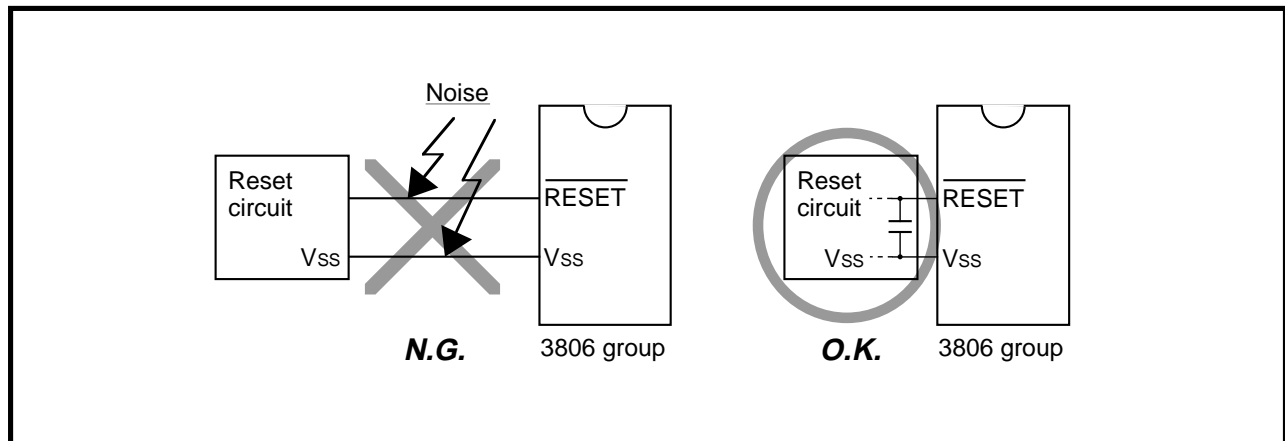 Noise
Reset
circuit
RESET
Vss
Vss
N.G.
3806 group
Reset
circuit
RESET
Vss
Vss
O.K.
3806 group